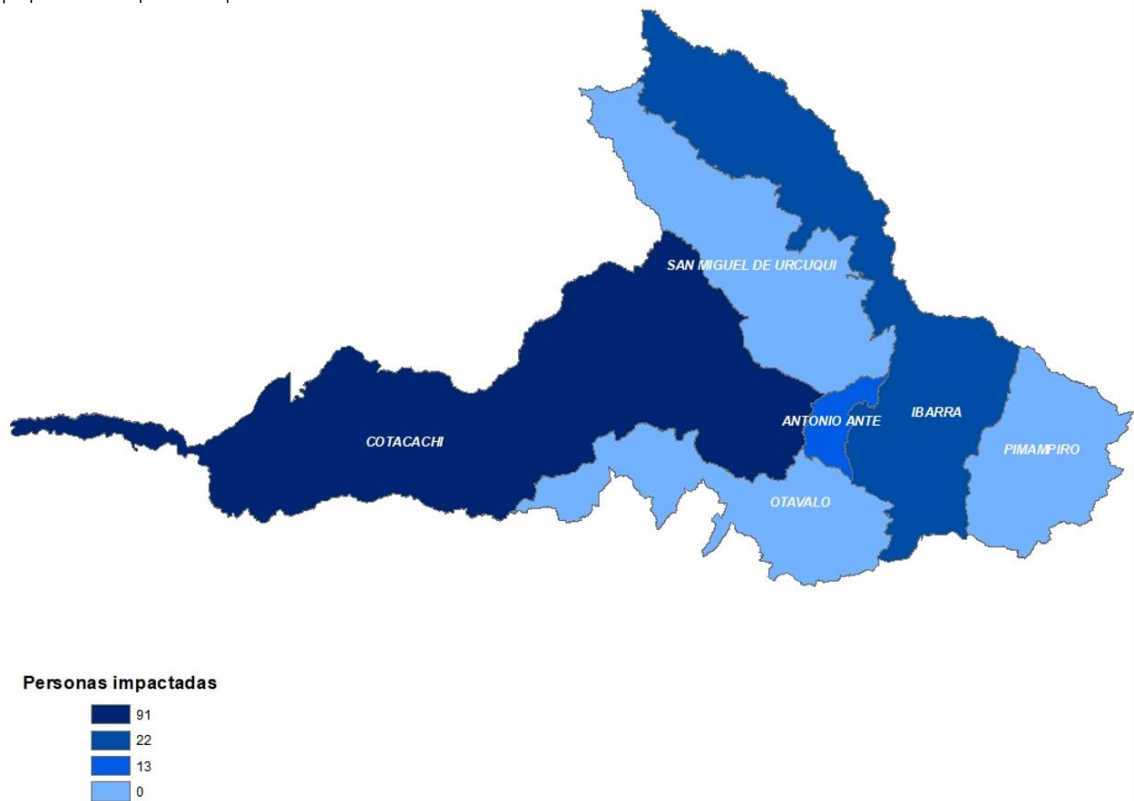 SAN MIGUEL DE URCUQUI
ANTONIO ANTE
IBARRA
COTACACHI
PIMAMPIRO
OTAVALO
Personas impactadas
91
22
13
0